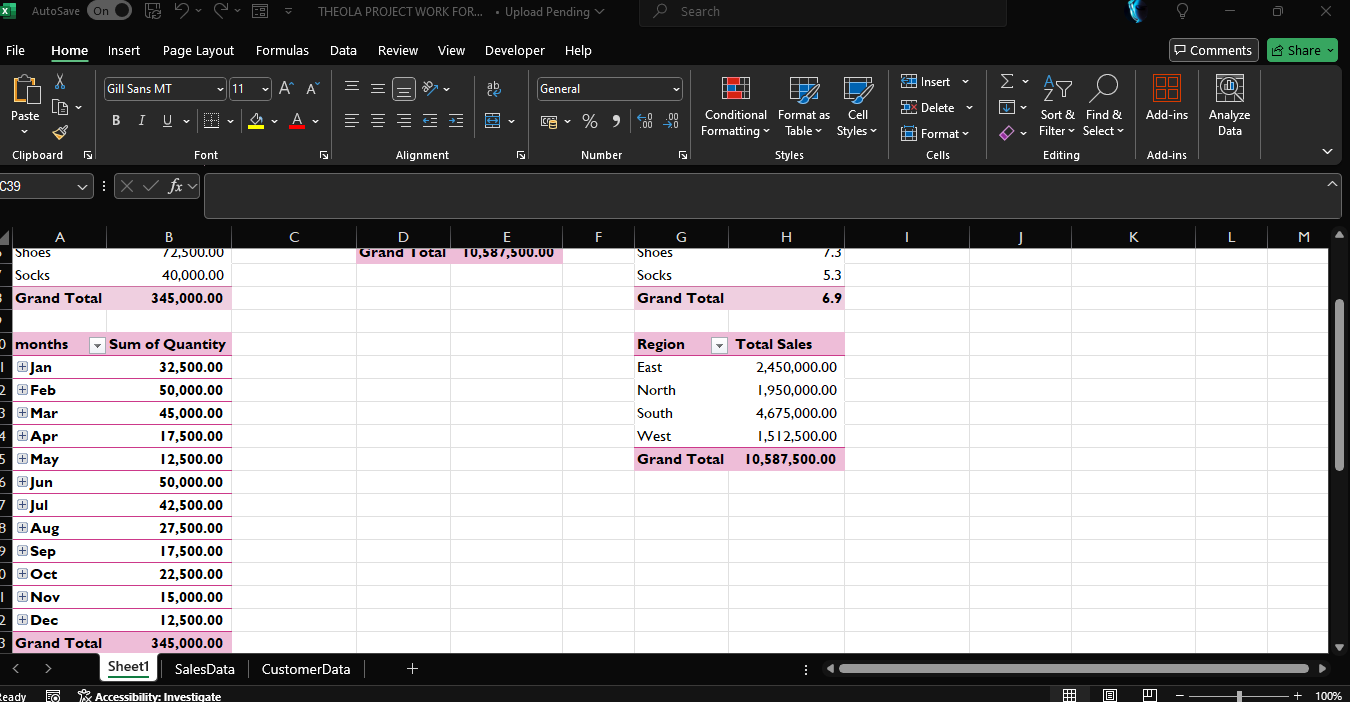 AutoSave On THEOLA PROJECT WORK FOR... • Upload Pending Search
File Home Insert Page Layout Formulas Data Review View Developer Help Comments Share
Paste
Clipboard
Gill Sans MT 11
B I U A
Font
Alignment
General
Number
Conditional Formatting
Format as Table
Cell Styles
Styles
Insert
Delete
Format
Cells
Sort & Filter
Find & Select
Editing
Add-ins
Add-ins
Analyze Data
C39 fx
A B C D E F G H I J K L M
Shoes 72,500.00 Grand Total 10,587,500.00 Shoes 7.3
Socks 40,000.00 Socks 5.3
Grand Total 345,000.00 Grand Total 6.9
months Sum of Quantity Region Total Sales
Jan 32,500.00 East 2,450,000.00
Feb 50,000.00 North 1,950,000.00
Mar 45,000.00 South 4,675,000.00
Apr 17,500.00 West 1,512,500.00
May 12,500.00 Grand Total 10,587,500.00
Jun 50,000.00
Jul 42,500.00
Aug 27,500.00
Sep 17,500.00
Oct 22,500.00
Nov 15,000.00
Dec 12,500.00
Grand Total 345,000.00
Sheet1 SalesData CustomerData
Accessibility: Investigate 100%